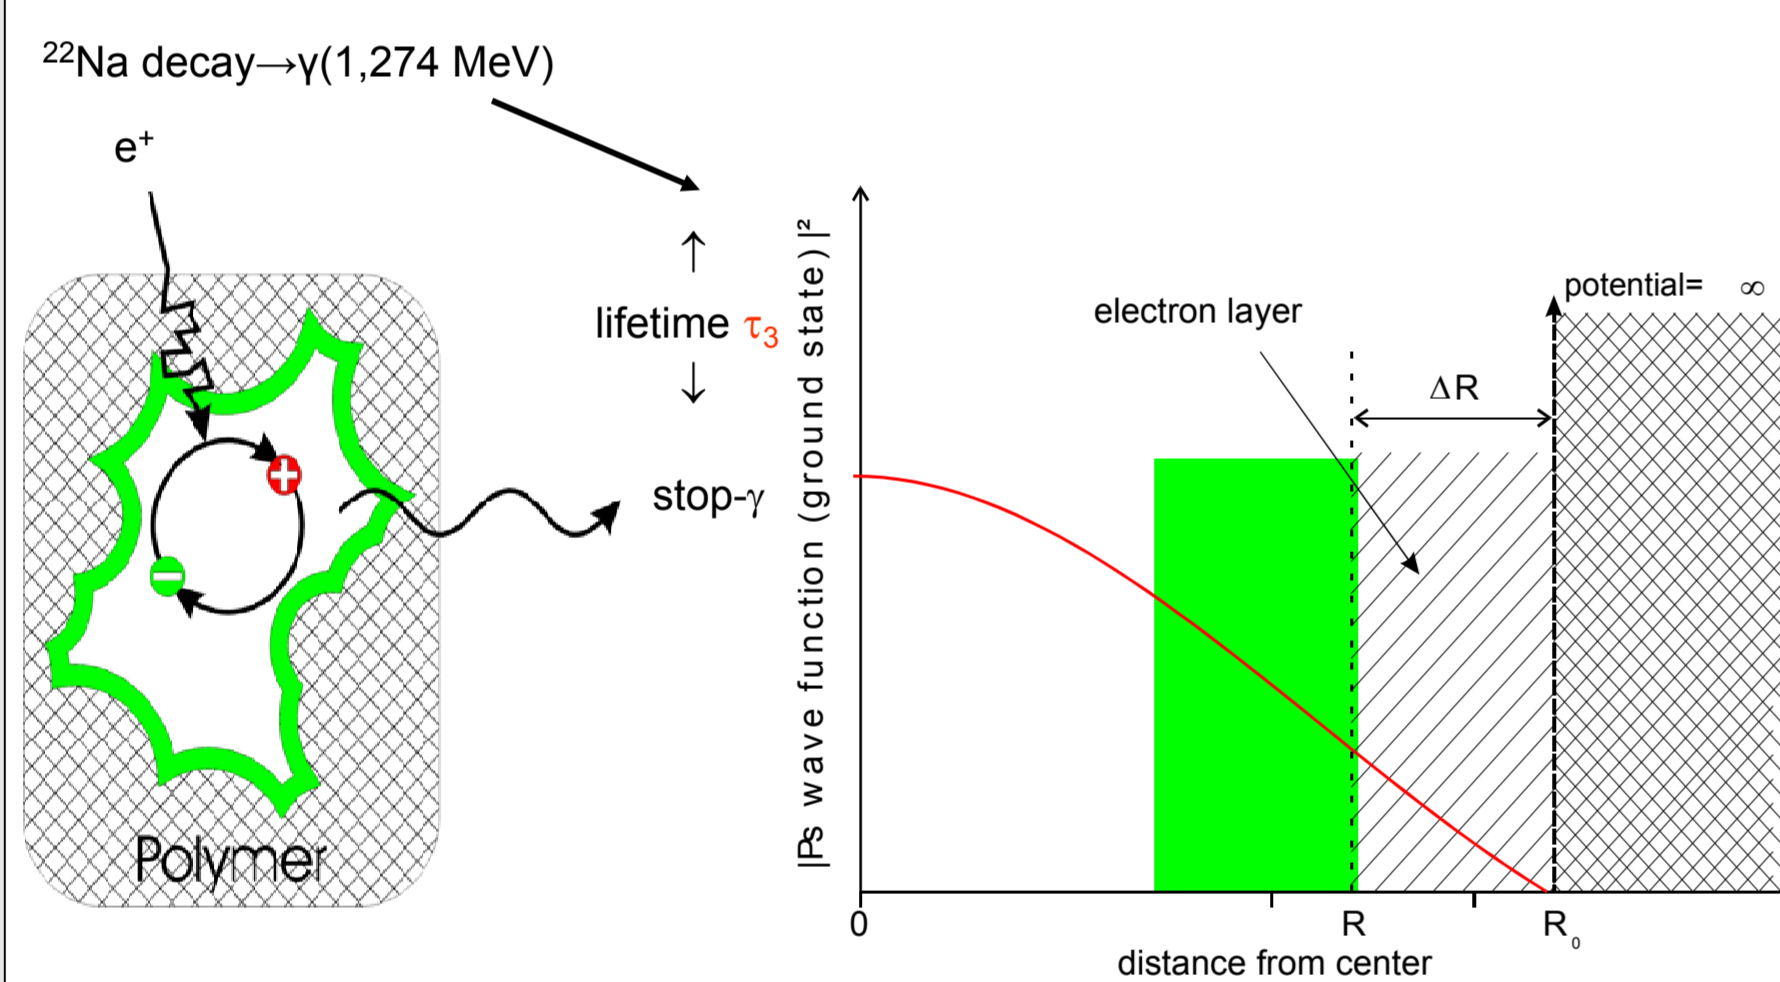 ²²Na decay→γ(1,274 MeV)
e⁺
↑
lifetime τ₃
↓
stop-γ
Polymer
|Ps wave function (ground state)|²
electron layer
ΔR
potential= ∞
0
R
R₀
distance from center